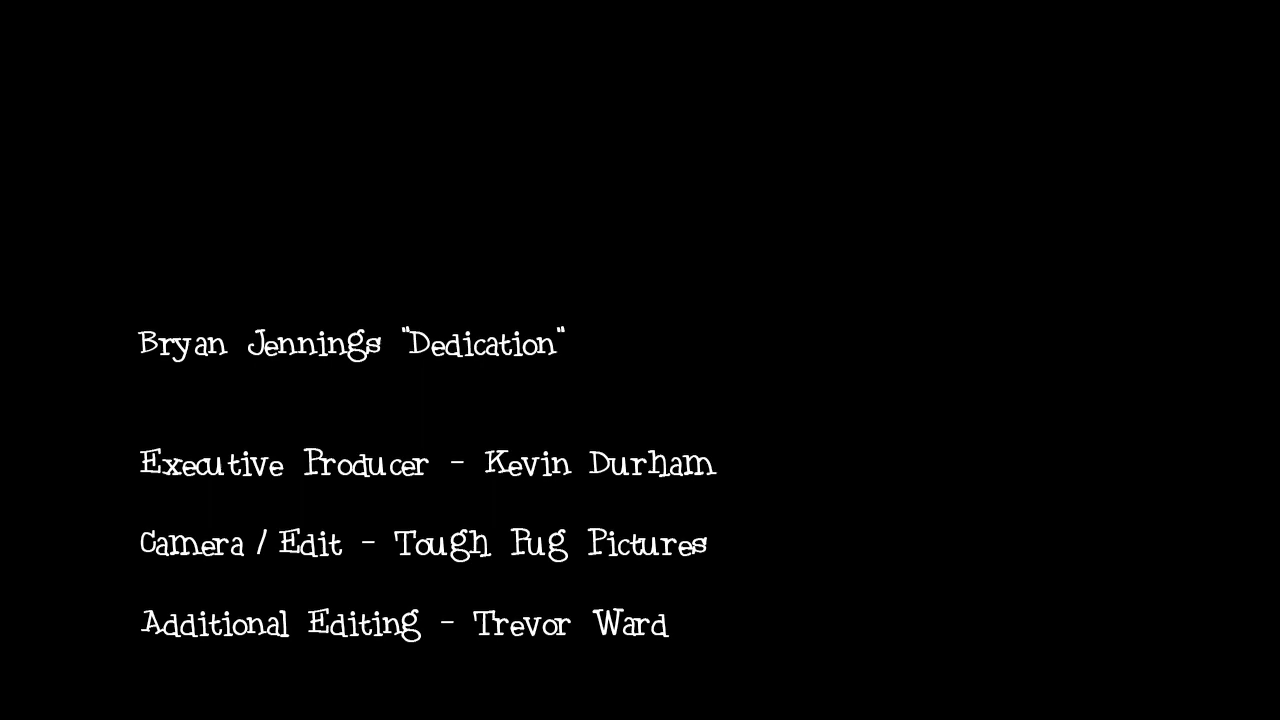 Bryan Jennings "Dedication"
Executive Producer - Kevin Durham
Camera / Edit - Tough Pug Pictures
Additional Editing - Trevor Ward